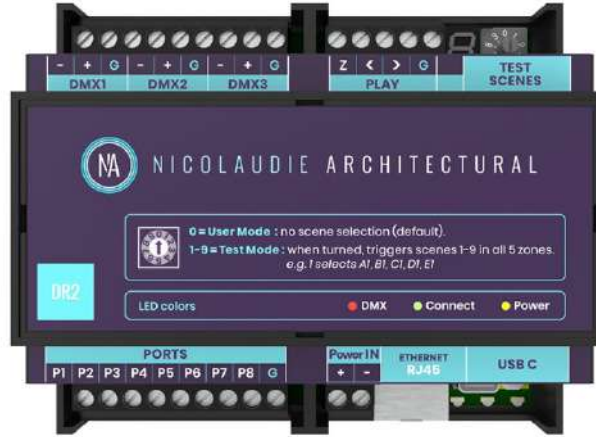 - + G - + G - + G
DMX1 DMX2 DMX3
Z < > G
PLAY
TEST
SCENES
NA NICOLAUDIE ARCHITECTURAL
0 = User Mode : no scene selection (default).
1-9 = Test Mode : when turned, triggers scenes 1-9 in all 5 zones.
e.g. 1 selects A1, B1, C1, D1, E1
DR2
LED colors DMX Connect Power
PORTS
P1 P2 P3 P4 P5 P6 P7 P8 G
Power IN
+ -
ETHERNET
RJ45
USB C